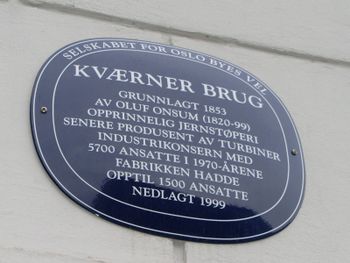 SELSKABET FOR OSLO BYES VEL
KVÆRNER BRUG
GRUNNLAGT 1853
AV OLUF ONSUM (1820-99)
OPPRINNELIG JERNSTØPERI
SENERE PRODUSENT AV TURBINER
INDUSTRIKONSERN MED
5700 ANSATTE I 1970-ÅRENE
FABRIKKEN HADDE
OPPTIL 1500 ANSATTE
NEDLAGT 1999